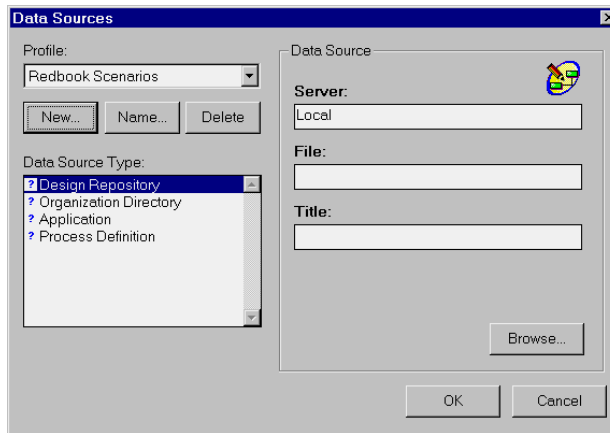 Data Sources
Profile:
Redbook Scenarios
New...
Name...
Delete
Data Source Type:
? Design Repository
? Organization Directory
? Application
? Process Definition
Data Source
Server:
Local
File:
Title:
Browse...
OK
Cancel